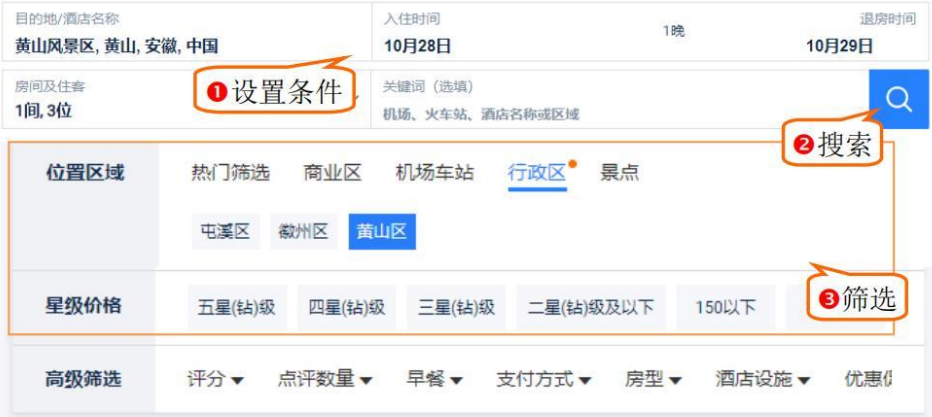 目的地/酒店名称 入住时间 退房时间
黄山风景区, 黄山, 安徽, 中国 10月28日 1晚 10月29日
房间及住客 ❶设置条件 关键词（选填）
1间, 3位 机场、火车站、酒店名称或区域
❷搜索
位置区域 热门筛选 商业区 机场车站 行政区 景点
屯溪区 徽州区 黄山区
星级价格 五星(钻)级 四星(钻)级 三星(钻)级 二星(钻)级及以下 150以下 ❸筛选
高级筛选 评分 点评数量 早餐 支付方式 房型 酒店设施 优惠